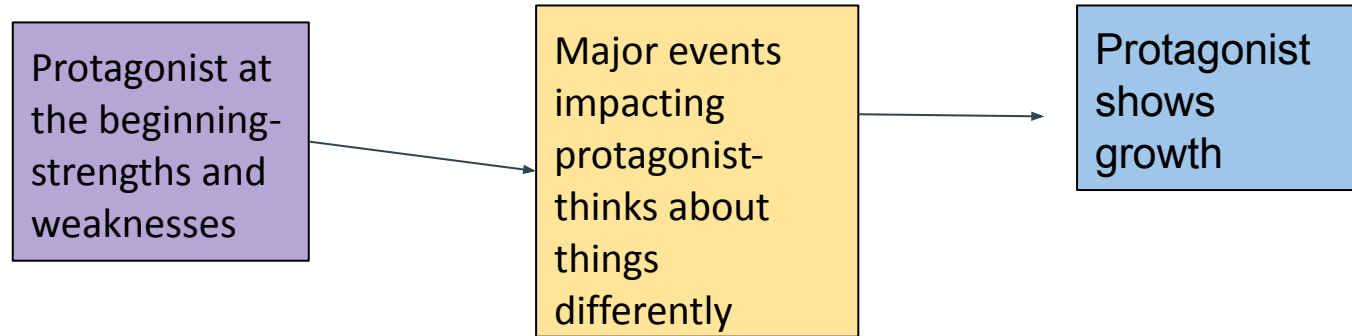 Protagonist at
the beginning-
strengths and
weaknesses
Major events
impacting
protagonist-
thinks about
things
differently
Protagonist
shows
growth